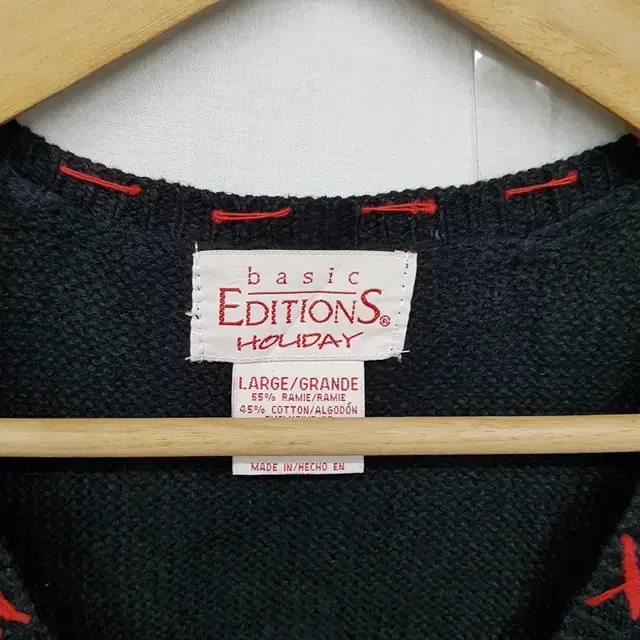 basic
EDITIONS®
HOLIDAY
LARGE/GRANDE
55% RAMIE/RAMIE
45% COTTON/ALGODÓN
MADE IN/HECHO EN